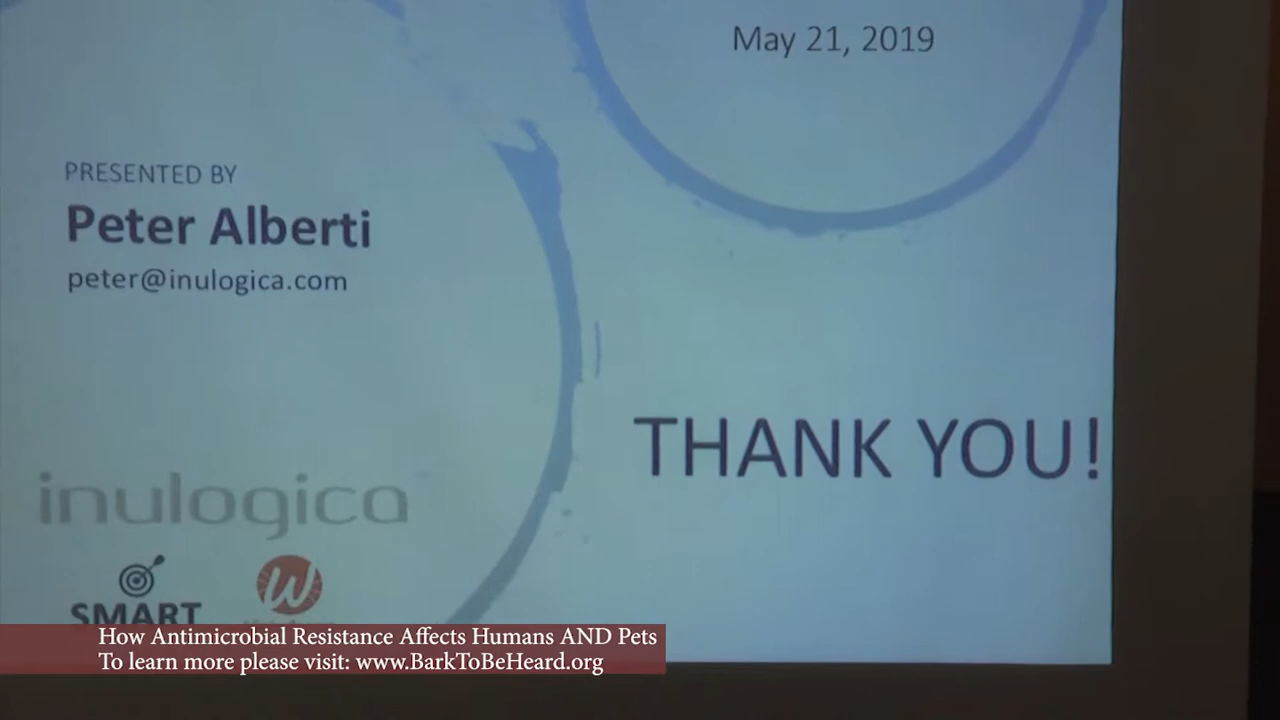 May 21, 2019
PRESENTED BY
Peter Alberti
peter@inulogica.com
THANK YOU!
inulogica
SMART
W
How Antimicrobial Resistance Affects Humans AND Pets
To learn more please visit: www.BarkToBeHeard.org